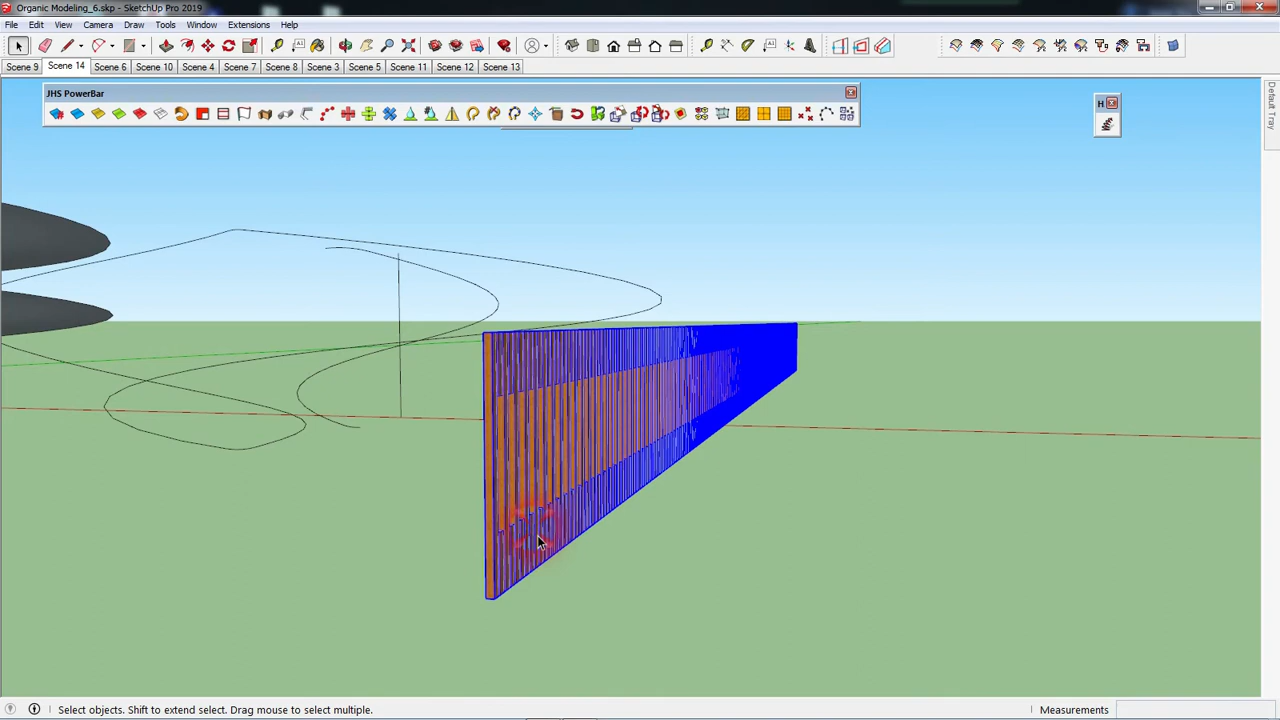 Organic Modeling_6.skp - SketchUp Pro 2019
File Edit View Camera Draw Tools Window Extensions Help
Scene 9 Scene 14 Scene 6 Scene 10 Scene 4 Scene 7 Scene 8 Scene 3 Scene 5 Scene 11 Scene 12 Scene 13
JHS PowerBar
H
Default Tray
Select objects. Shift to extend select. Drag mouse to select multiple.
Measurements